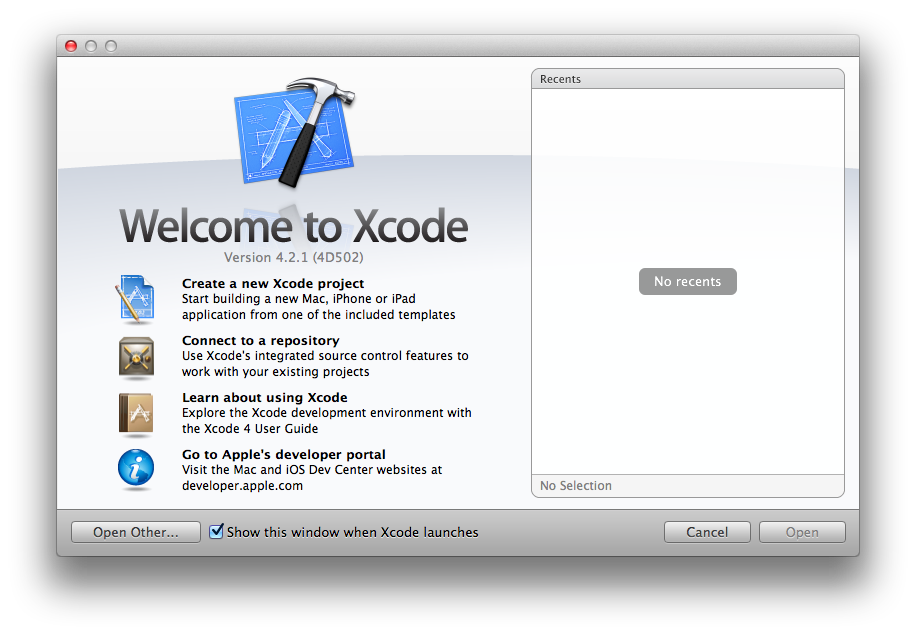 Welcome to Xcode
Version 4.2.1 (4D502)
Create a new Xcode project
Start building a new Mac, iPhone or iPad
application from one of the included templates
Connect to a repository
Use Xcode's integrated source control features to
work with your existing projects
Learn about using Xcode
Explore the Xcode development environment with
the Xcode 4 User Guide
Go to Apple's developer portal
Visit the Mac and iOS Dev Center websites at
developer.apple.com
Recents
No recents
No Selection
Open Other...
Show this window when Xcode launches
Cancel
Open